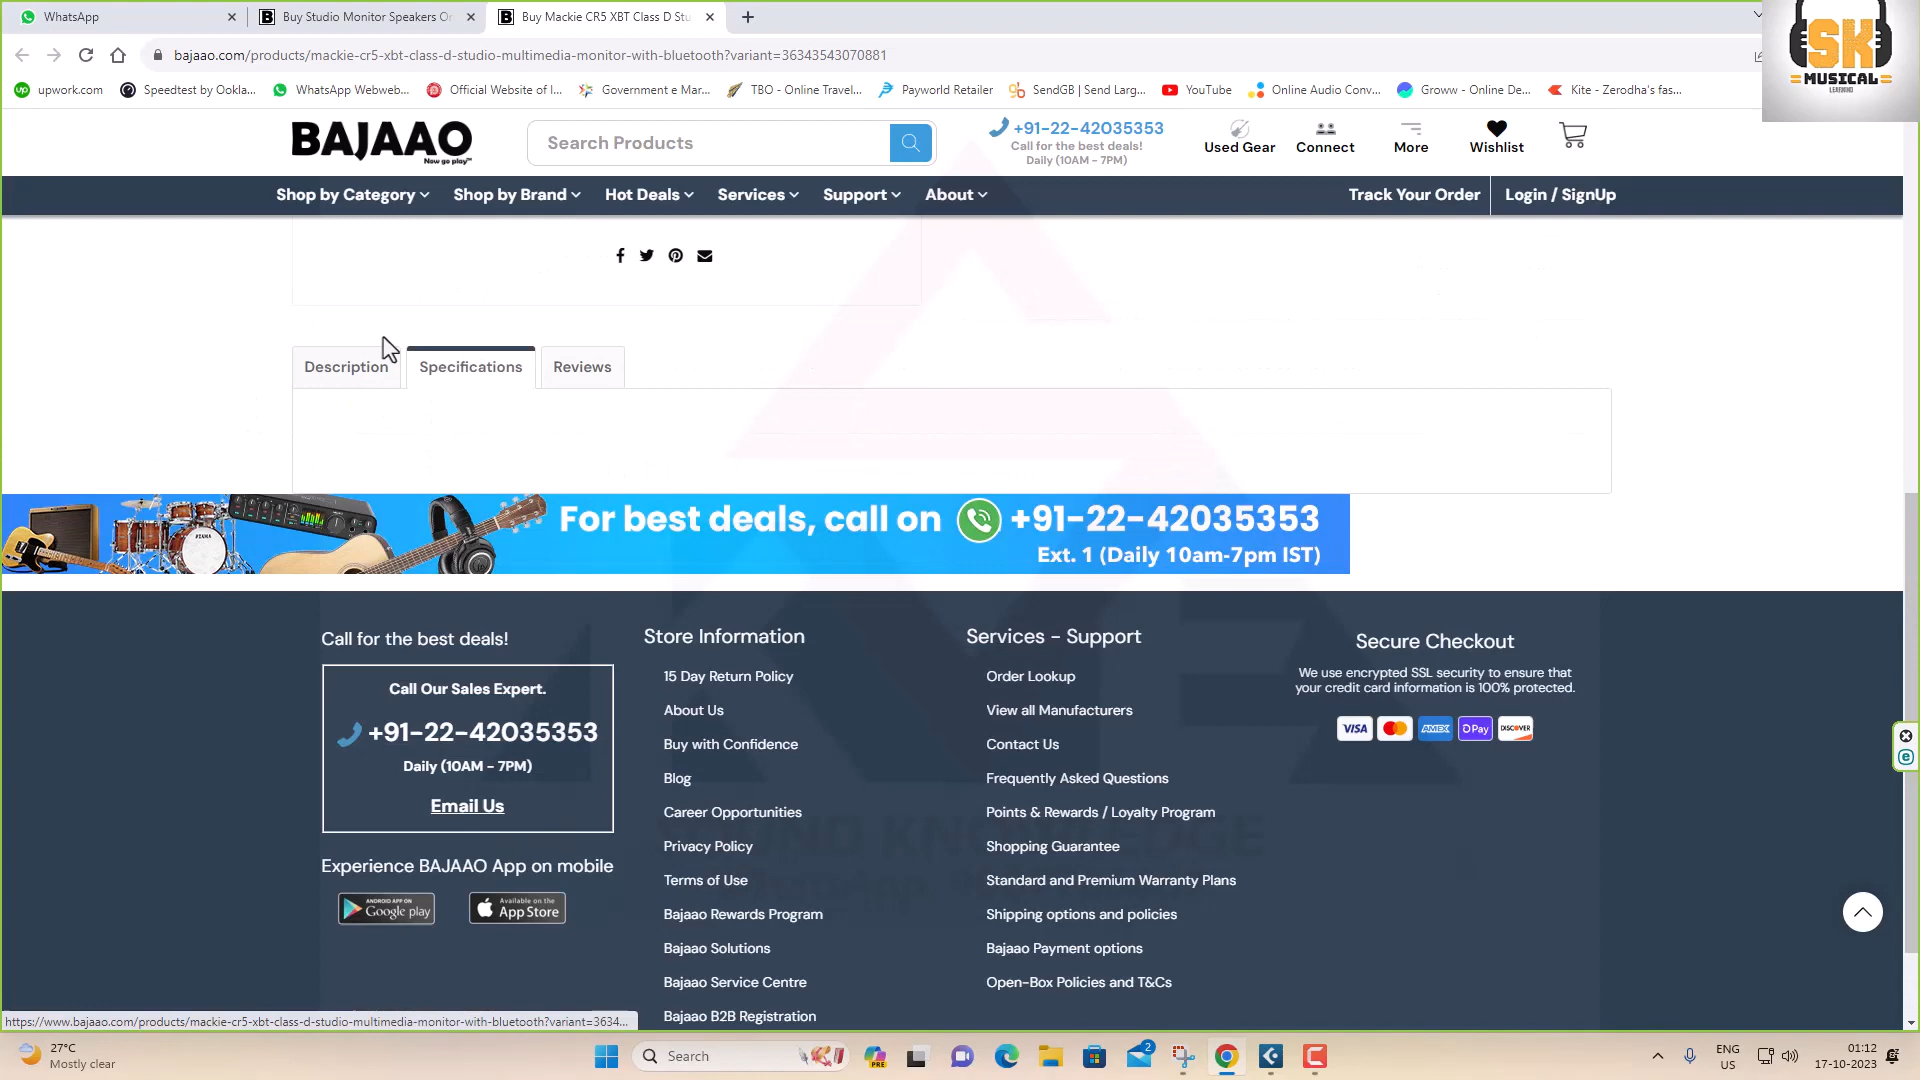 WhatsApp
Buy Studio Monitor Speakers On
Buy Mackie CR5 XBT Class D Stu
bajaao.com/products/mackie-cr5-xbt-class-d-studio-multimedia-monitor-with-bluetooth?variant=36343543070881
upwork.com
Speedtest by Ookla...
WhatsApp Webweb...
Official Website of I...
Government e Mar...
TBO - Online Travel...
Payworld Retailer
SendGB | Send Larg...
YouTube
Online Audio Conv...
Groww - Online De...
Kite - Zerodha's fas...
SK
MUSICAL
LEARNING
BAJAAO
Now go play™
Search Products
+91-22-42035353
Call for the best deals!
Daily (10AM - 7PM)
Used Gear
Connect
More
Wishlist
Shop by Category
Shop by Brand
Hot Deals
Services
Support
About
Track Your Order
Login / SignUp
Description
Specifications
Reviews
For best deals, call on
+91-22-42035353
Ext. 1 (Daily 10am-7pm IST)
Call for the best deals!
Call Our Sales Expert.
+91-22-42035353
Daily (10AM - 7PM)
Email Us
Experience BAJAAO App on mobile
ANDROID APP ON
Google play
Available on the
App Store
Store Information
15 Day Return Policy
About Us
Buy with Confidence
Blog
Career Opportunities
Privacy Policy
Terms of Use
Bajaao Rewards Program
Bajaao Solutions
Bajaao Service Centre
Bajaao B2B Registration
Services - Support
Order Lookup
View all Manufacturers
Contact Us
Frequently Asked Questions
Points & Rewards / Loyalty Program
Shopping Guarantee
Standard and Premium Warranty Plans
Shipping options and policies
Bajaao Payment options
Open-Box Policies and T&Cs
Secure Checkout
We use encrypted SSL security to ensure that
your credit card information is 100% protected.
VISA
AMEX
Pay
DISCOVER
https://www.bajaao.com/products/mackie-cr5-xbt-class-d-studio-multimedia-monitor-with-bluetooth?variant=3634...
27°C
Mostly clear
Search
PRE
2
ENG
US
01:12
17-10-2023